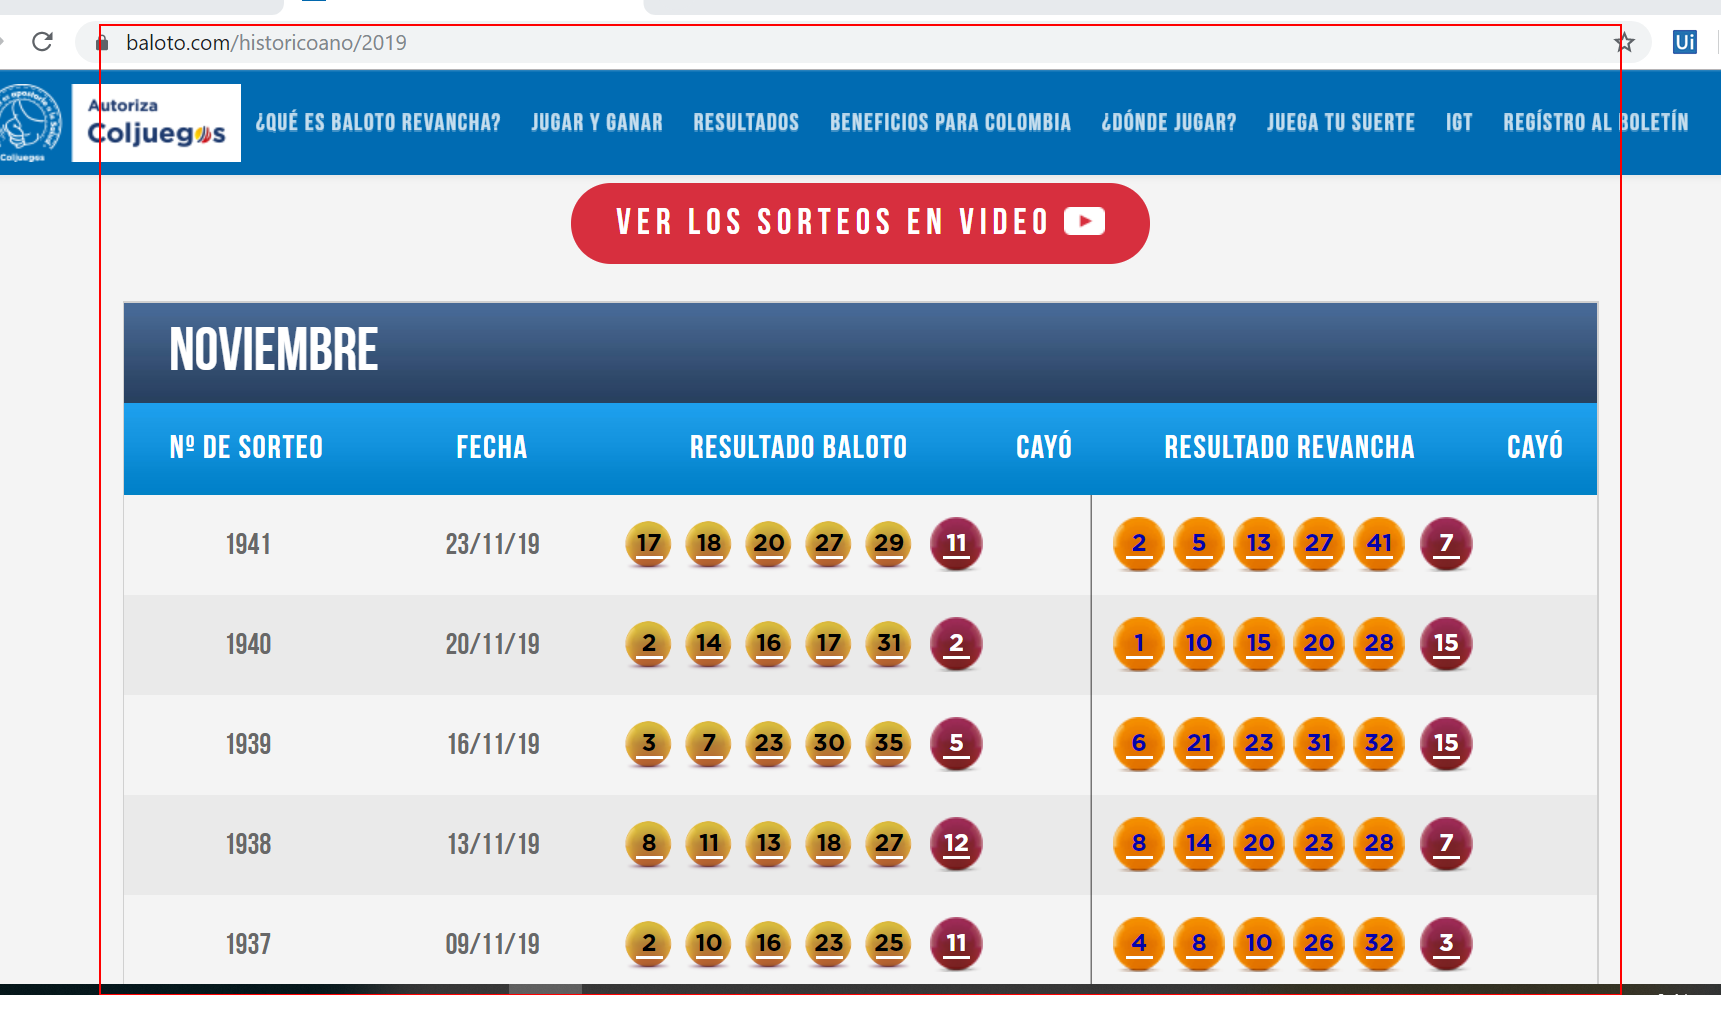 baloto.com/historicoano/2019
Ui
Autoriza
Coljuegos
Coljuegos
¿QUÉ ES BALOTO REVANCHA? JUGAR Y GANAR RESULTADOS BENEFICIOS PARA COLOMBIA ¿DÓNDE JUGAR? JUEGA TU SUERTE IGT REGÍSTRO AL BOLETÍN
VER LOS SORTEOS EN VIDEO
NOVIEMBRE
Nº DE SORTEO FECHA RESULTADO BALOTO CAYÓ RESULTADO REVANCHA CAYÓ
1941 23/11/19 17 18 20 27 29 11 2 5 13 27 41 7
1940 20/11/19 2 14 16 17 31 2 1 10 15 20 28 15
1939 16/11/19 3 7 23 30 35 5 6 21 23 31 32 15
1938 13/11/19 8 11 13 18 27 12 8 14 20 23 28 7
1937 09/11/19 2 10 16 23 25 11 4 8 10 26 32 3